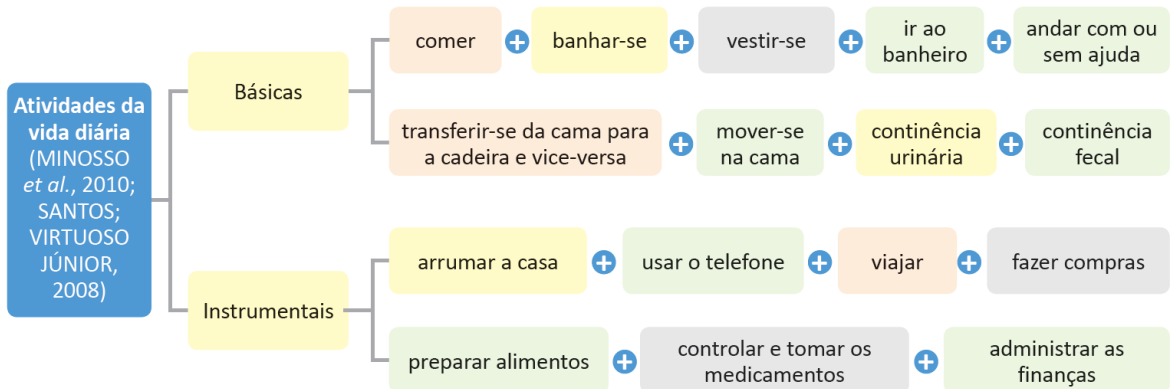 Atividades da
vida diária
(MINOSSO
et al., 2010;
SANTOS;
VIRTUOSO
JÚNIOR,
2008)
Básicas
comer + banhar-se + vestir-se + ir ao
banheiro + andar com ou
sem ajuda
transferir-se da cama para
a cadeira e vice-versa + mover-se
na cama + continência
urinária + continência
fecal
Instrumentais
arrumar a casa + usar o telefone + viajar + fazer compras
preparar alimentos + controlar e tomar os
medicamentos + administrar as
finanças